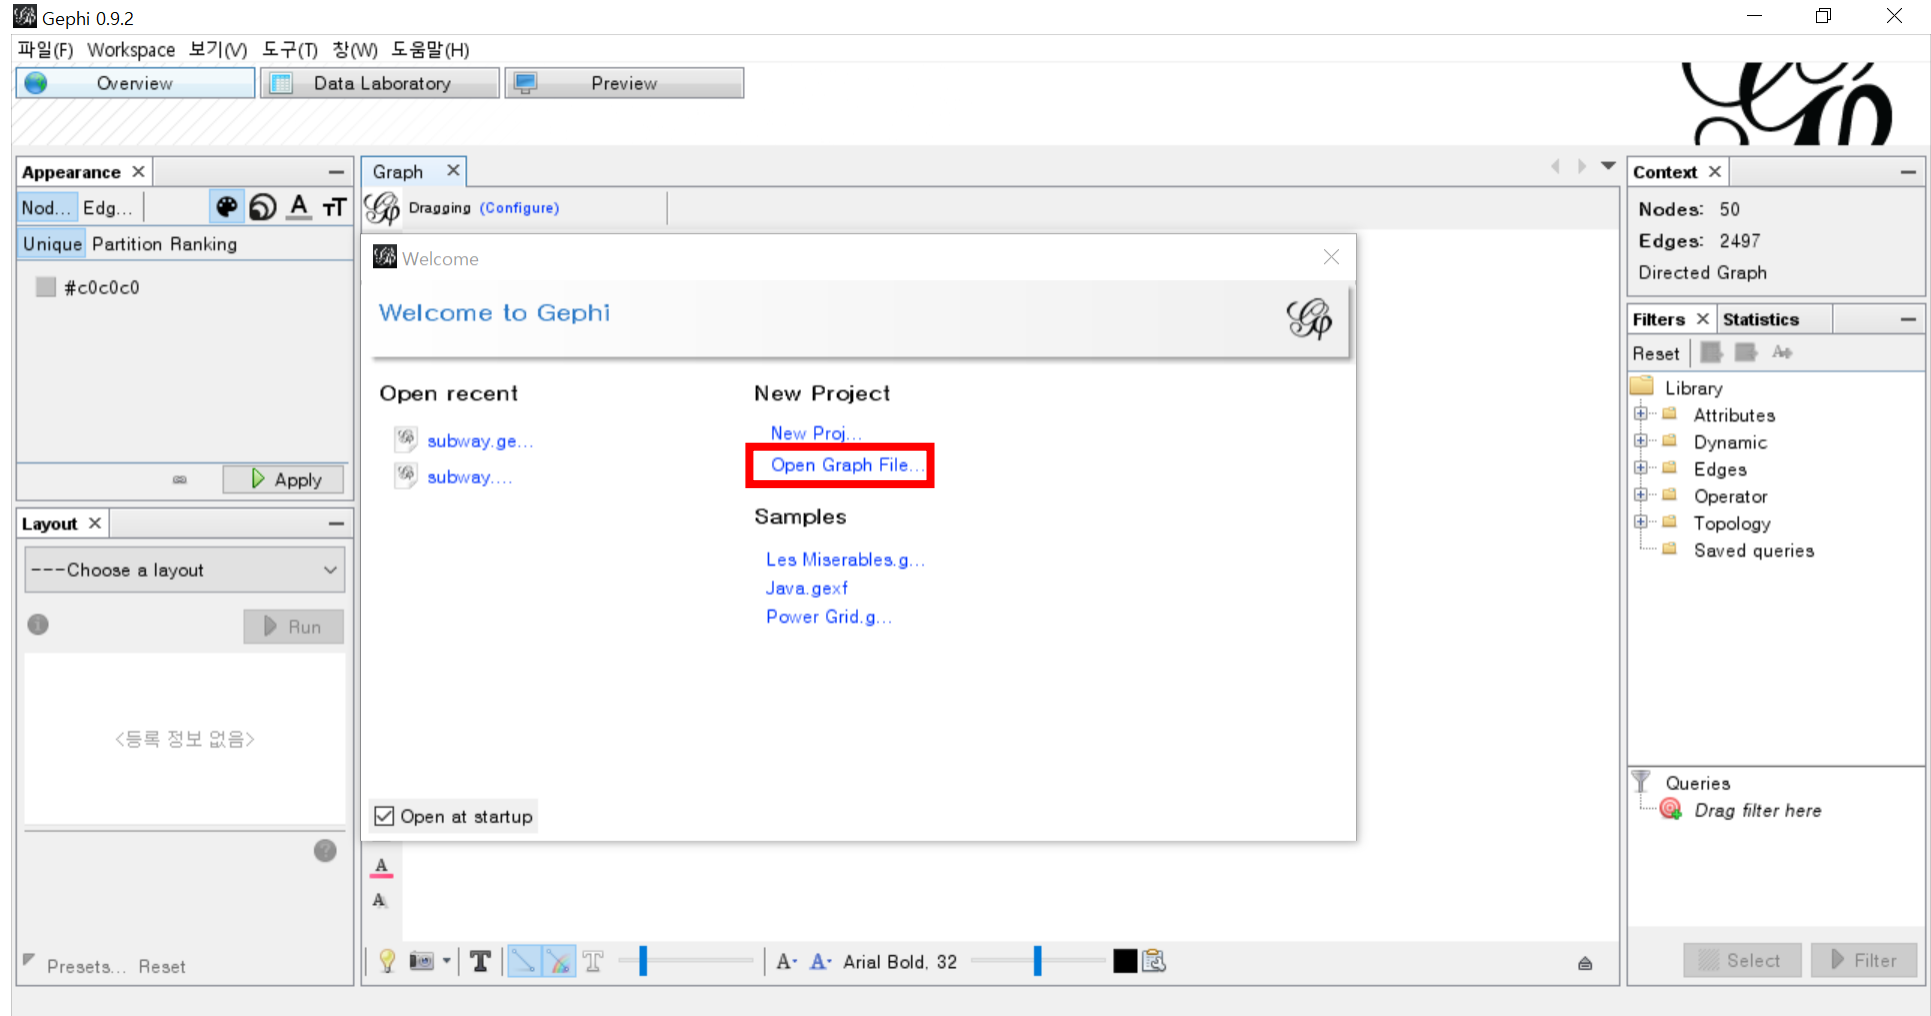 Gephi 0.9.2
파일(F) Workspace 보기(V) 도구(T) 창(W) 도움말(H)
Overview Data Laboratory Preview
Appearance
Nod... Edg...
Unique Partition Ranking
#c0c0c0
Apply
Layout
---Choose a layout
Run
<등록 정보 없음>
Presets... Reset
Graph
Dragging (Configure)
Welcome
Welcome to Gephi
Open recent
subway.ge...
subway....
New Project
New Proj...
Open Graph File...
Samples
Les Miserables.g...
Java.gexf
Power Grid.g...
Open at startup
Arial Bold, 32
Context
Nodes: 50
Edges: 2497
Directed Graph
Filters Statistics
Reset
Library
Attributes
Dynamic
Edges
Operator
Topology
Saved queries
Queries
Drag filter here
Select Filter